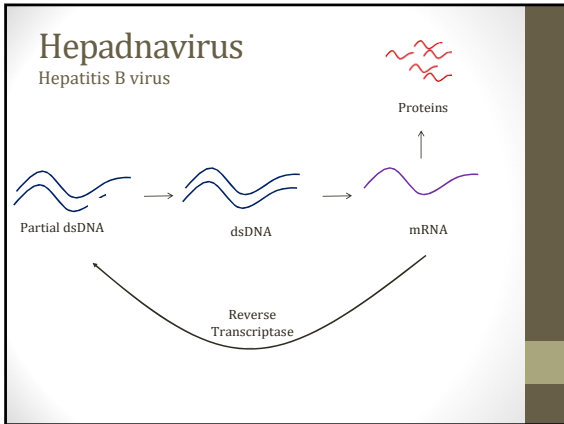 Hepadnavirus
Hepatitis B virus
Proteins
Partial dsDNA
dsDNA
mRNA
Reverse
Transcriptase